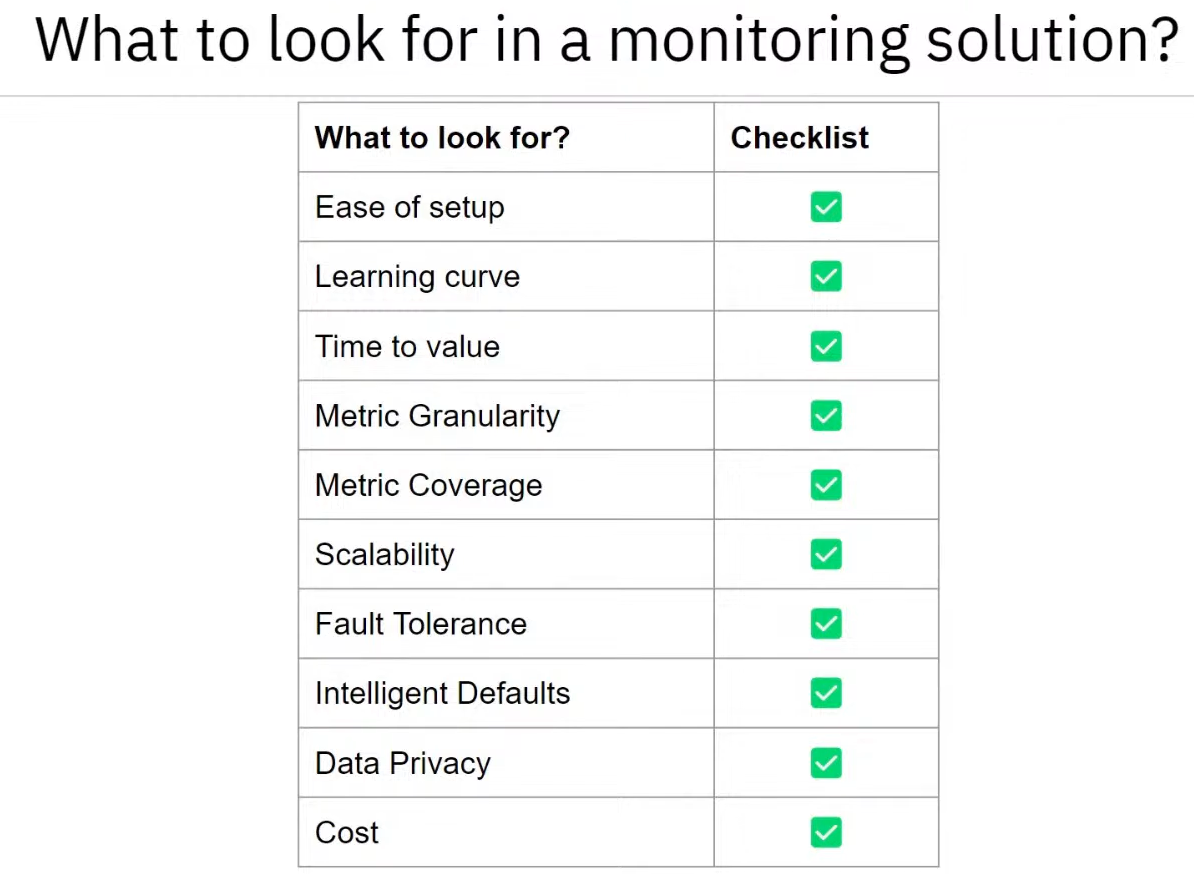 What to look for in a monitoring solution?
What to look for? Checklist
Ease of setup
Learning curve
Time to value
Metric Granularity
Metric Coverage
Scalability
Fault Tolerance
Intelligent Defaults
Data Privacy
Cost